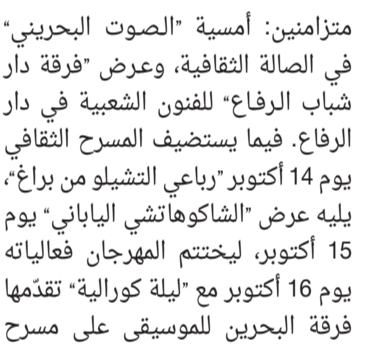 متزامنين: أمسية ”الصوت البحريني“
في الصالة الثقافية، وعرض ”فرقة دار
شباب الرفاع“ للفنون الشعبية في دار
الرفاع. فيما يستضيف المسرح الثقافي
يوم 14 أكتوبر ”رباعي التشيلو من براغ“،
يليه عرض ”الشاكوهاتشي الياباني“ يوم
15 أكتوبر، ليختتم المهرجان فعالياته
يوم 16 أكتوبر مع ”ليلة كورالية“ تقدّمها
فرقة البحرين للموسيقى على مسرح